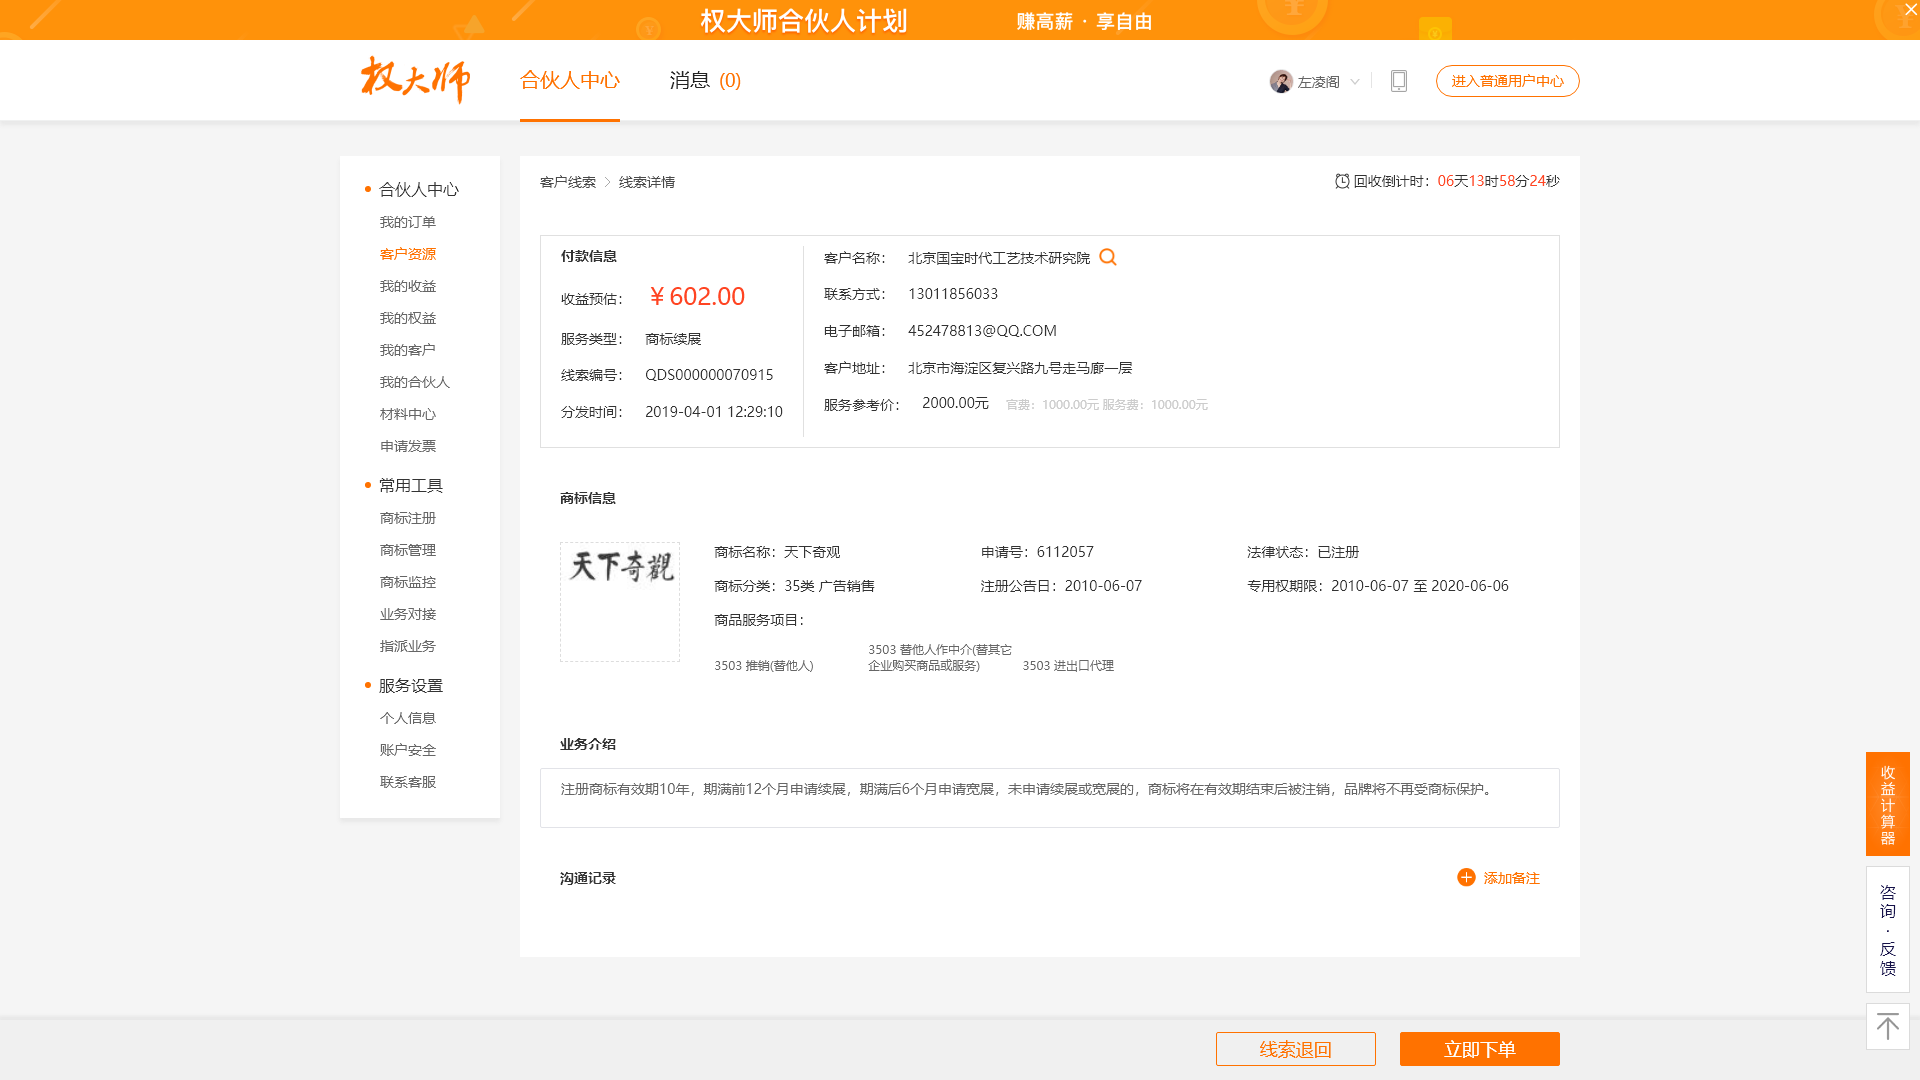 权大师合伙人计划 赚高薪 · 享自由
权大师 合伙人中心 消息 (0) 左凌阁 进入普通用户中心
合伙人中心
我的订单
客户资源
我的收益
我的权益
我的客户
我的合伙人
材料中心
申请发票
常用工具
商标注册
商标管理
商标监控
业务对接
指派业务
服务设置
个人信息
账户安全
联系客服
客户线索 > 线索详情 回收倒计时：06天13时58分24秒
付款信息
收益预估： ￥602.00
服务类型： 商标续展
线索编号： QDS000000070915
分发时间： 2019-04-01 12:29:10
客户名称： 北京国宝时代工艺技术研究院
联系方式： 13011856033
电子邮箱： 452478813@QQ.COM
客户地址： 北京市海淀区复兴路九号走马廊一层
服务参考价： 2000.00元 官费：1000.00元 服务费：1000.00元
商标信息
天下奇觀
商标名称：天下奇观 申请号：6112057 法律状态：已注册
商标分类：35类 广告销售 注册公告日：2010-06-07 专用权期限：2010-06-07 至 2020-06-06
商品服务项目：
3503 推销(替他人)
3503 替他人作中介(替其它
企业购买商品或服务)
3503 进出口代理
业务介绍
注册商标有效期10年，期满前12个月申请续展，期满后6个月申请宽展，未申请续展或宽展的，商标将在有效期结束后被注销，品牌将不再受商标保护。
沟通记录 添加备注
收益计算器
咨询·反馈
线索退回 立即下单